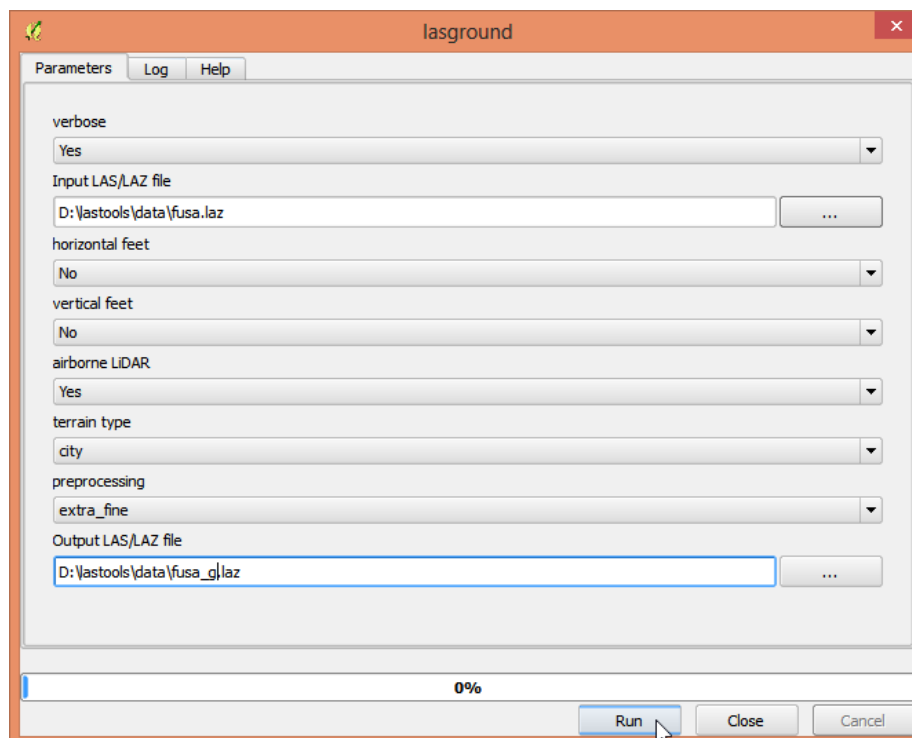 lasground
Parameters Log Help
verbose
Yes
Input LAS/LAZ file
D:\lastools\data\fusa.laz ...
horizontal feet
No
vertical feet
No
airborne LiDAR
Yes
terrain type
city
preprocessing
extra_fine
Output LAS/LAZ file
D:\lastools\data\fusa_g.laz ...
0%
Run Close Cancel